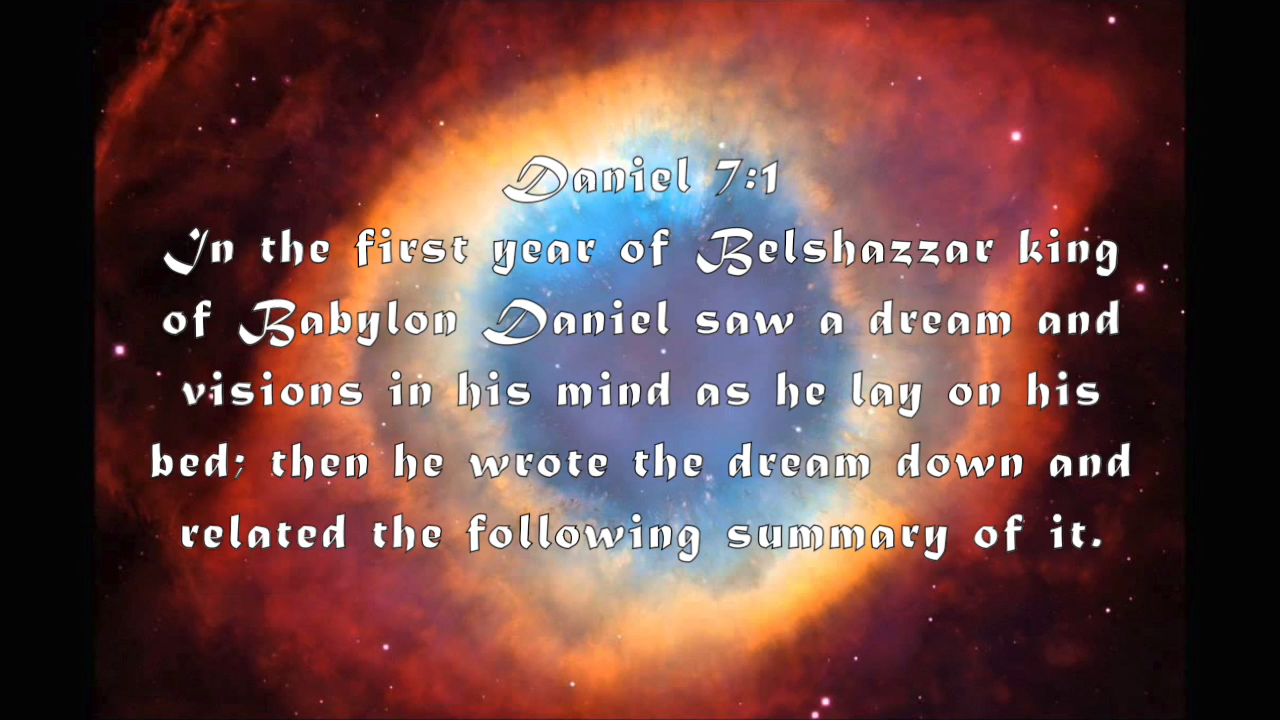 Daniel 7:1
In the first year of Belshazzar king
of Babylon Daniel saw a dream and
visions in his mind as he lay on his
bed; then he wrote the dream down and
related the following summary of it.